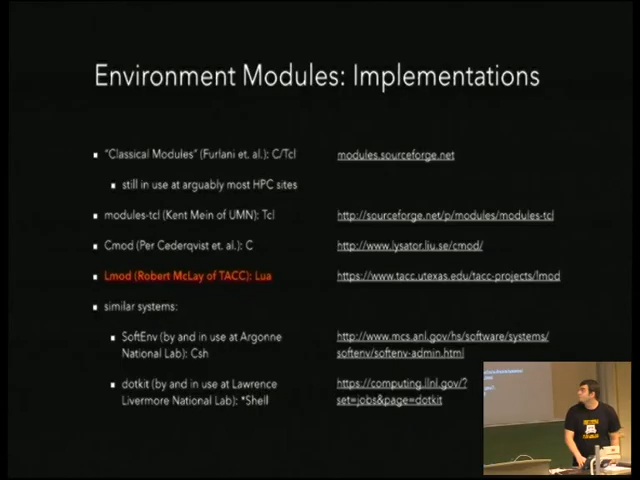 Environment Modules: Implementations
▪ "Classical Modules" (Furlani et. al.): C/Tcl modules.sourceforge.net
▪ still in use at arguably most HPC sites
▪ modules-tcl (Kent Mein of UMN): Tcl http://sourceforge.net/p/modules/modules-tcl
▪ Cmod (Per Cederqvist et. al.): C http://www.lysator.liu.se/cmod/
▪ Lmod (Robert McLay of TACC): Lua https://www.tacc.utexas.edu/tacc-projects/lmod
▪ similar systems:
▪ SoftEnv (by and in use at Argonne http://www.mcs.anl.gov/hs/software/systems/
National Lab): Csh softenv/softenv-admin.html
▪ dotkit (by and in use at Lawrence https://computing.llnl.gov/?
Livermore National Lab): *Shell set=jobs&page=dotkit